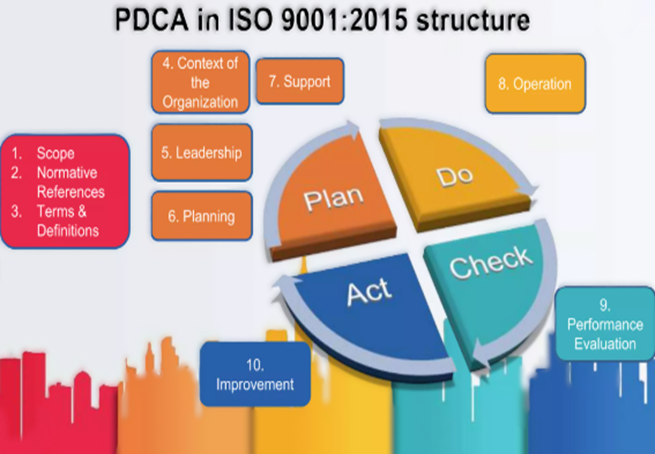 PDCA in ISO 9001:2015 structure
4. Context of
the
Organization
7. Support
8. Operation
1. Scope
2. Normative
References
3. Terms &
Definitions
5. Leadership
6. Planning
Plan
Do
Check
Act
9.
Performance
Evaluation
10.
Improvement